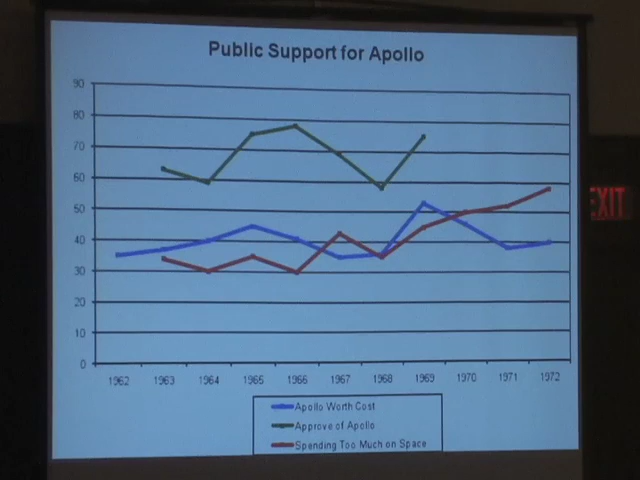 Public Support for Apollo
90
80
70
60
50
40
30
20
10
0
1962 1963 1964 1965 1966 1967 1968 1969 1970 1971 1972
Apollo Worth Cost
Approve of Apollo
Spending Too Much on Space
EXIT